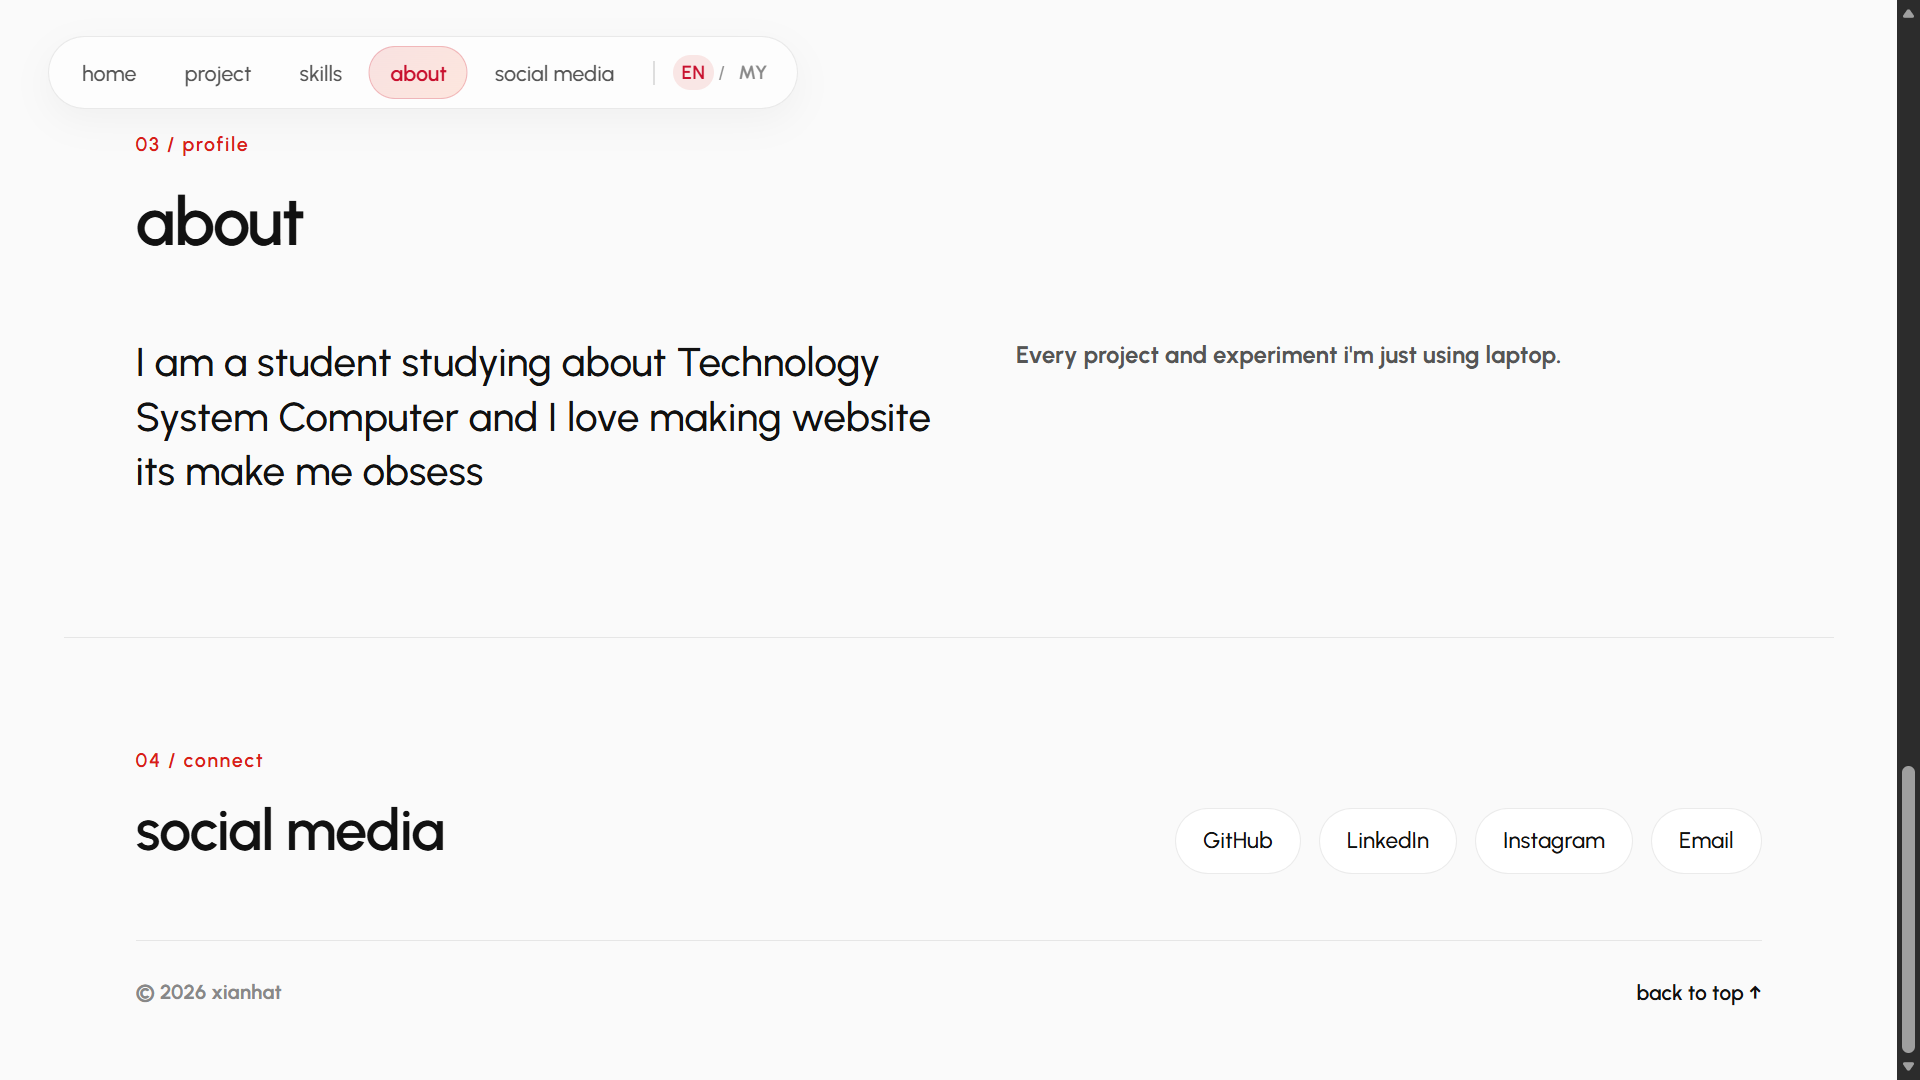 home project skills about social media EN / MY
03 / profile
about
I am a student studying about Technology
System Computer and I love making website
its make me obsess
Every project and experiment i'm just using laptop.
04 / connect
social media
GitHub LinkedIn Instagram Email
© 2026 xianhat
back to top ↑